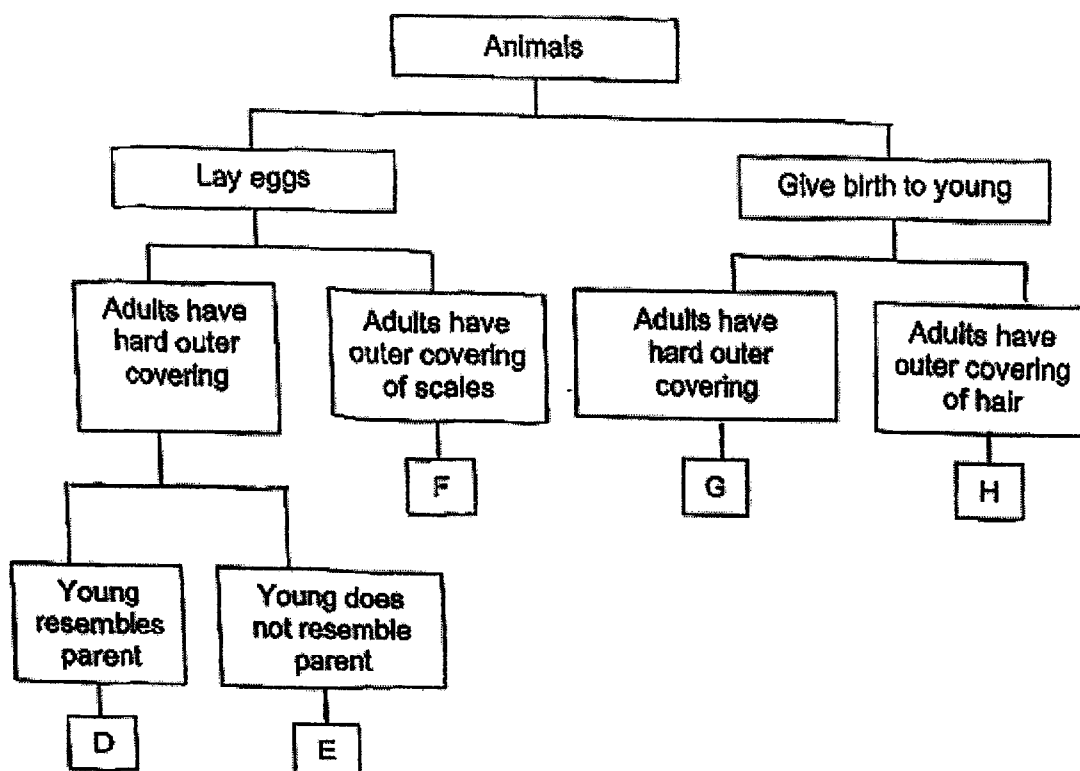 Animals
Lay eggs
Give birth to young
Adults have
hard outer
covering
Adults have
outer covering
of scales
Adults have
hard outer
covering
Adults have
outer covering
of hair
F
G
H
Young
resembles
parent
Young does
not resemble
parent
D
E